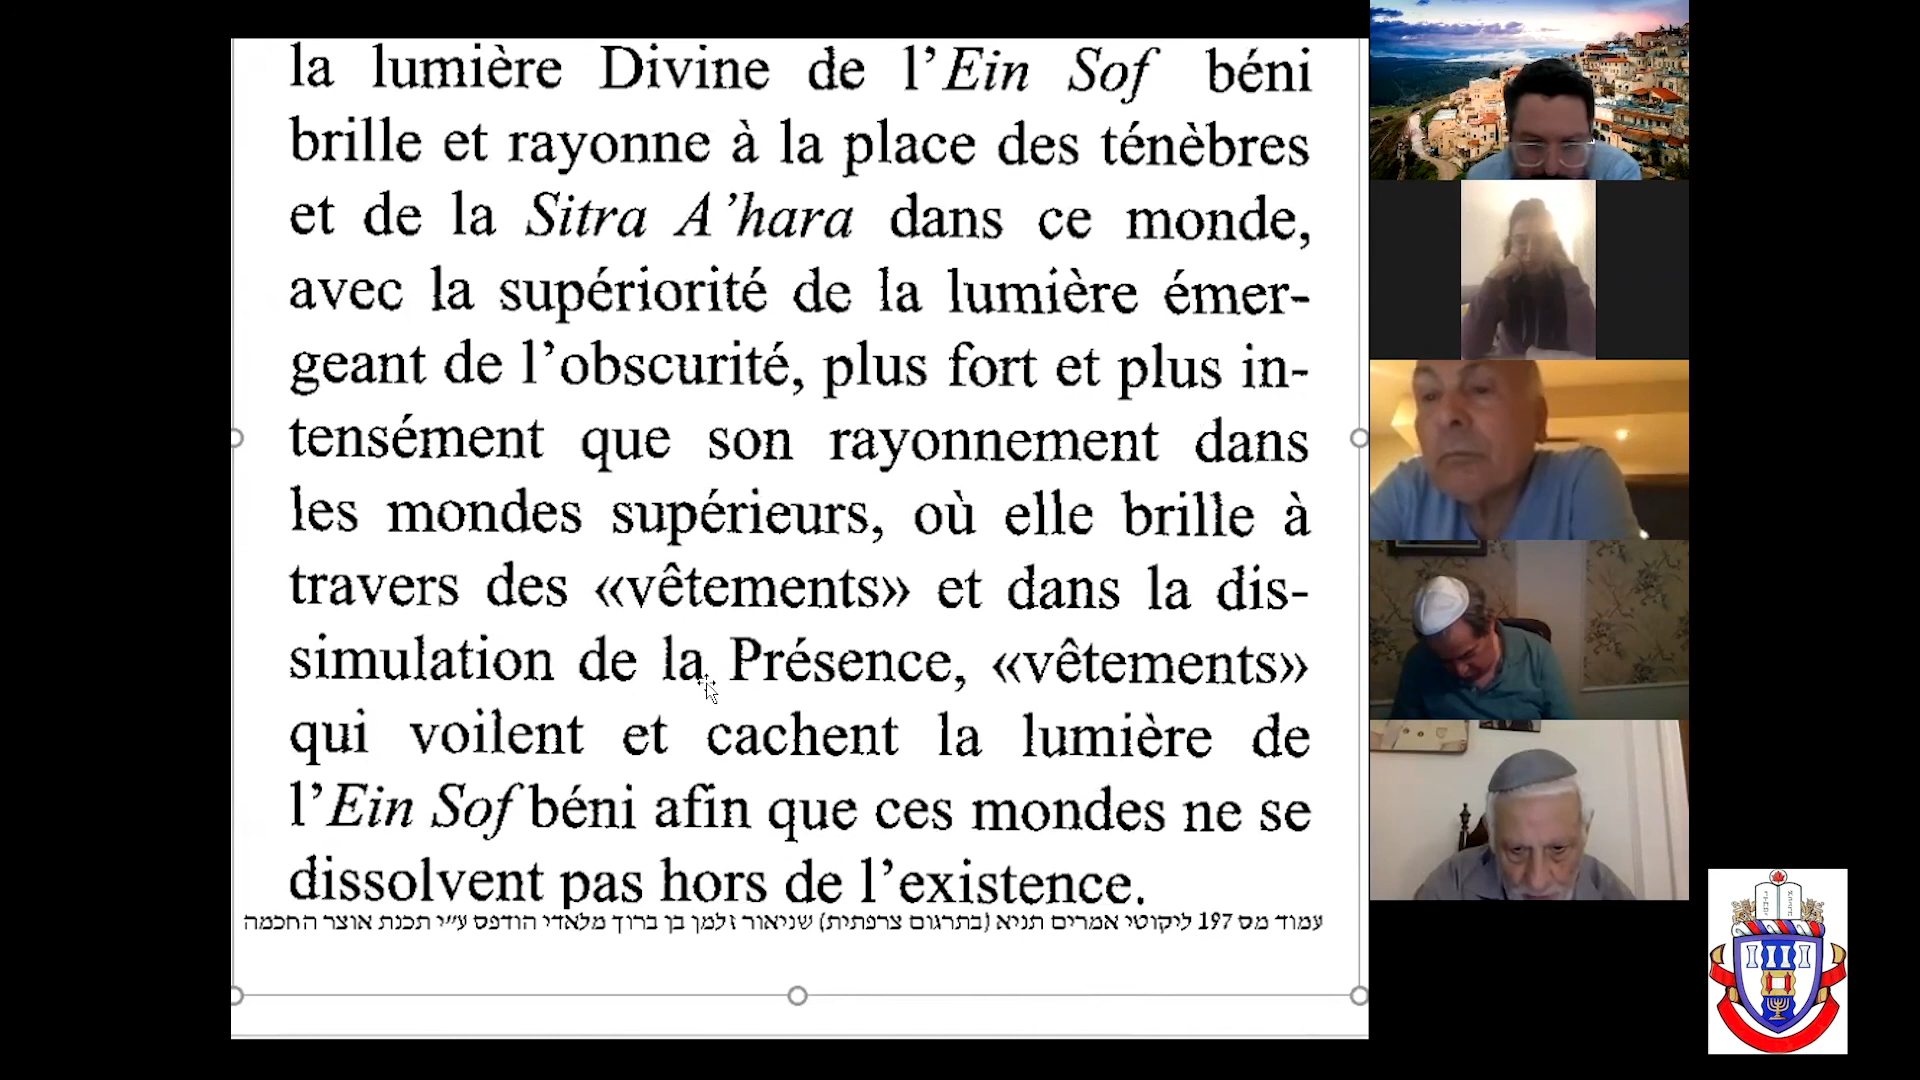 la lumière Divine de l’Ein Sof béni
brille et rayonne à la place des ténèbres
et de la Sitra A’hara dans ce monde,
avec la supériorité de la lumière émer-
geant de l’obscurité, plus fort et plus in-
tensément que son rayonnement dans
les mondes supérieurs, où elle brille à
travers des «vêtements» et dans la dis-
simulation de la Présence, «vêtements»
qui voilent et cachent la lumière de
l’Ein Sof béni afin que ces mondes ne se
dissolvent pas hors de l’existence.
עמוד מס 197 ליקוטי אמרים תניא (בתרגום צרפתית) שניאור זלמן בן ברוך מלאדי הודפס ע״י תכנת אוצר החכמה